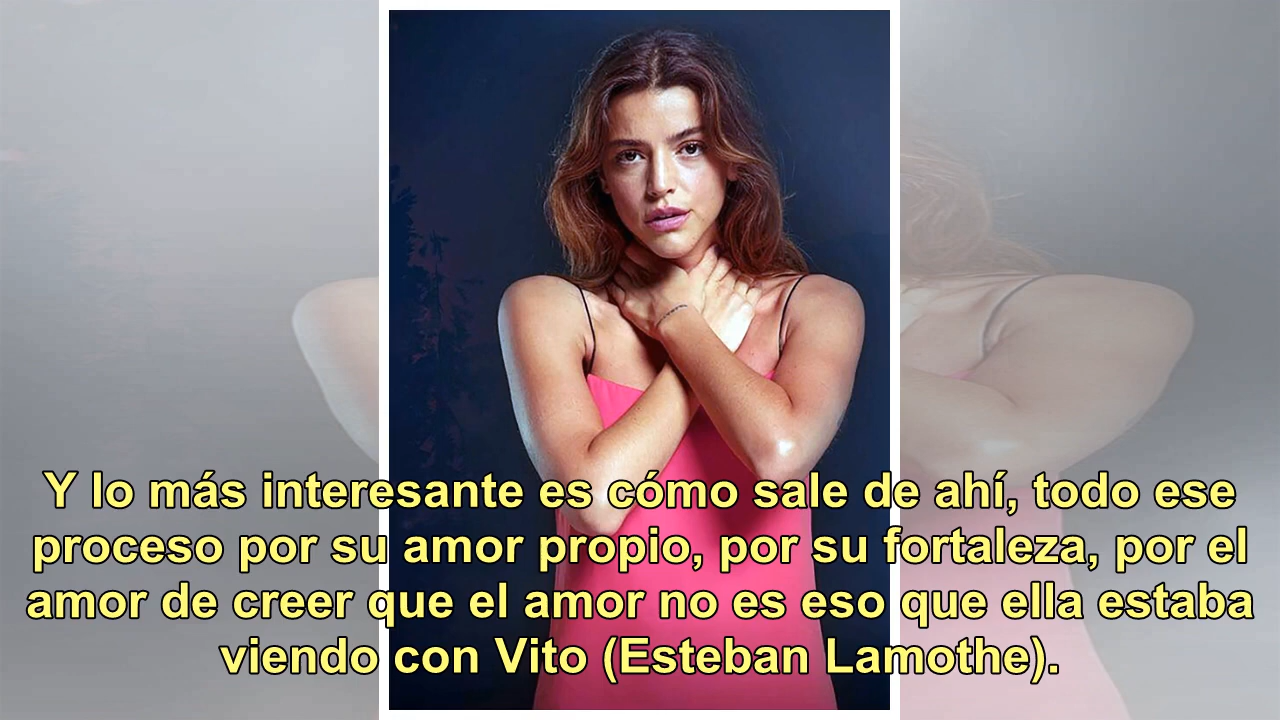 Y lo más interesante es cómo sale de ahí, todo ese
proceso por su amor propio, por su fortaleza, por el
amor de creer que el amor no es eso que ella estaba
viendo con Vito (Esteban Lamothe).